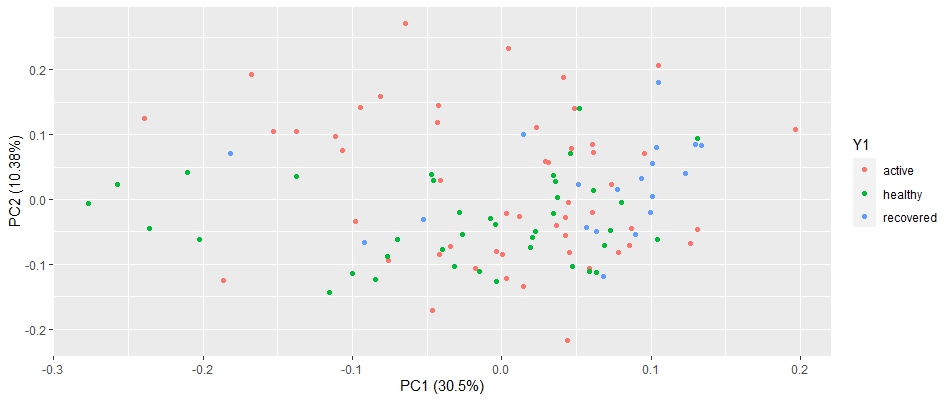 0.2
0.1
0.0
-0.1
-0.2
PC2 (10.38%)
-0.3 -0.2 -0.1 0.0 0.1 0.2
PC1 (30.5%)
Y1
active
healthy
recovered